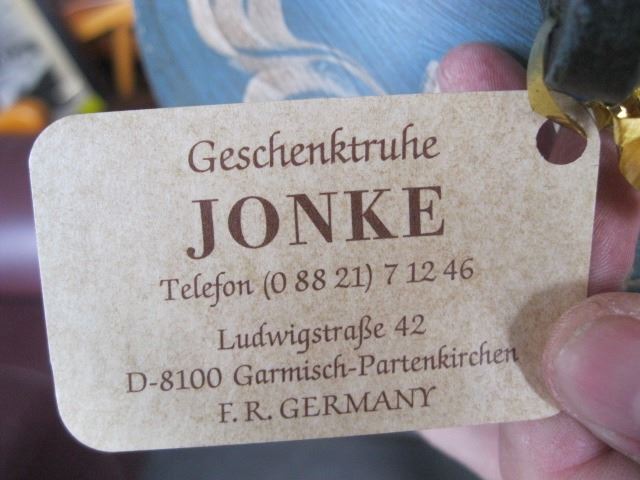 Geschenktruhe
JONKE
Telefon (0 88 21) 7 12 46
Ludwigstraße 42
D-8100 Garmisch-Partenkirchen
F. R. GERMANY